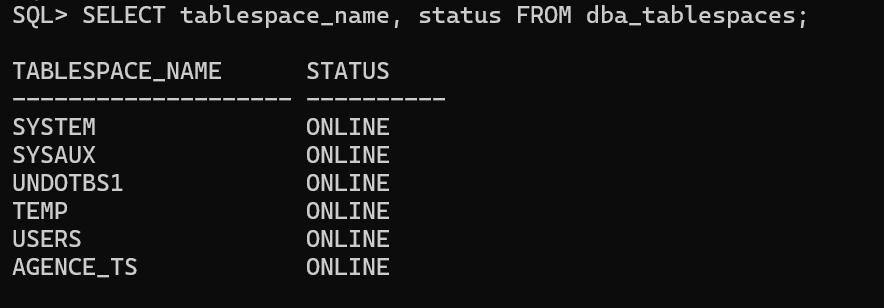 SQL> SELECT tablespace_name, status FROM dba_tablespaces;
TABLESPACE_NAME      STATUS
-------------------- ----------
SYSTEM               ONLINE
SYSAUX               ONLINE
UNDOTBS1             ONLINE
TEMP                 ONLINE
USERS                ONLINE
AGENCE_TS            ONLINE